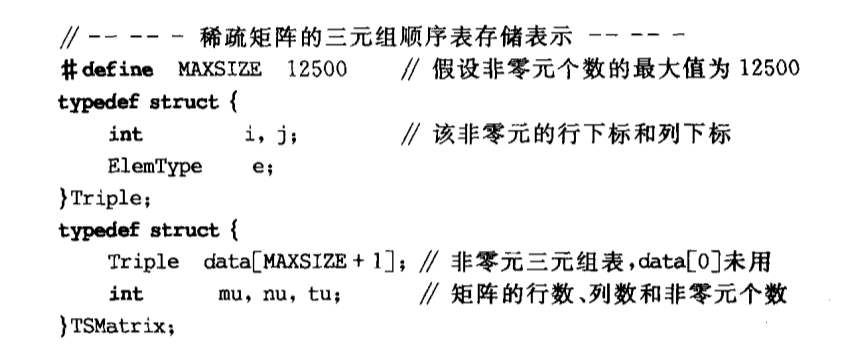 // -- -- -- - 稀疏矩阵的三元组顺序表存储表示 -- -- -
#define MAXSIZE 12500 // 假设非零元个数的最大值为 12500
typedef struct {
int i, j; // 该非零元的行下标和列下标
ElemType e;
}Triple;
typedef struct {
Triple data[MAXSIZE + 1]; // 非零元三元组表,data[0]未用
int mu, nu, tu; // 矩阵的行数、列数和非零元个数
}TSMatrix;